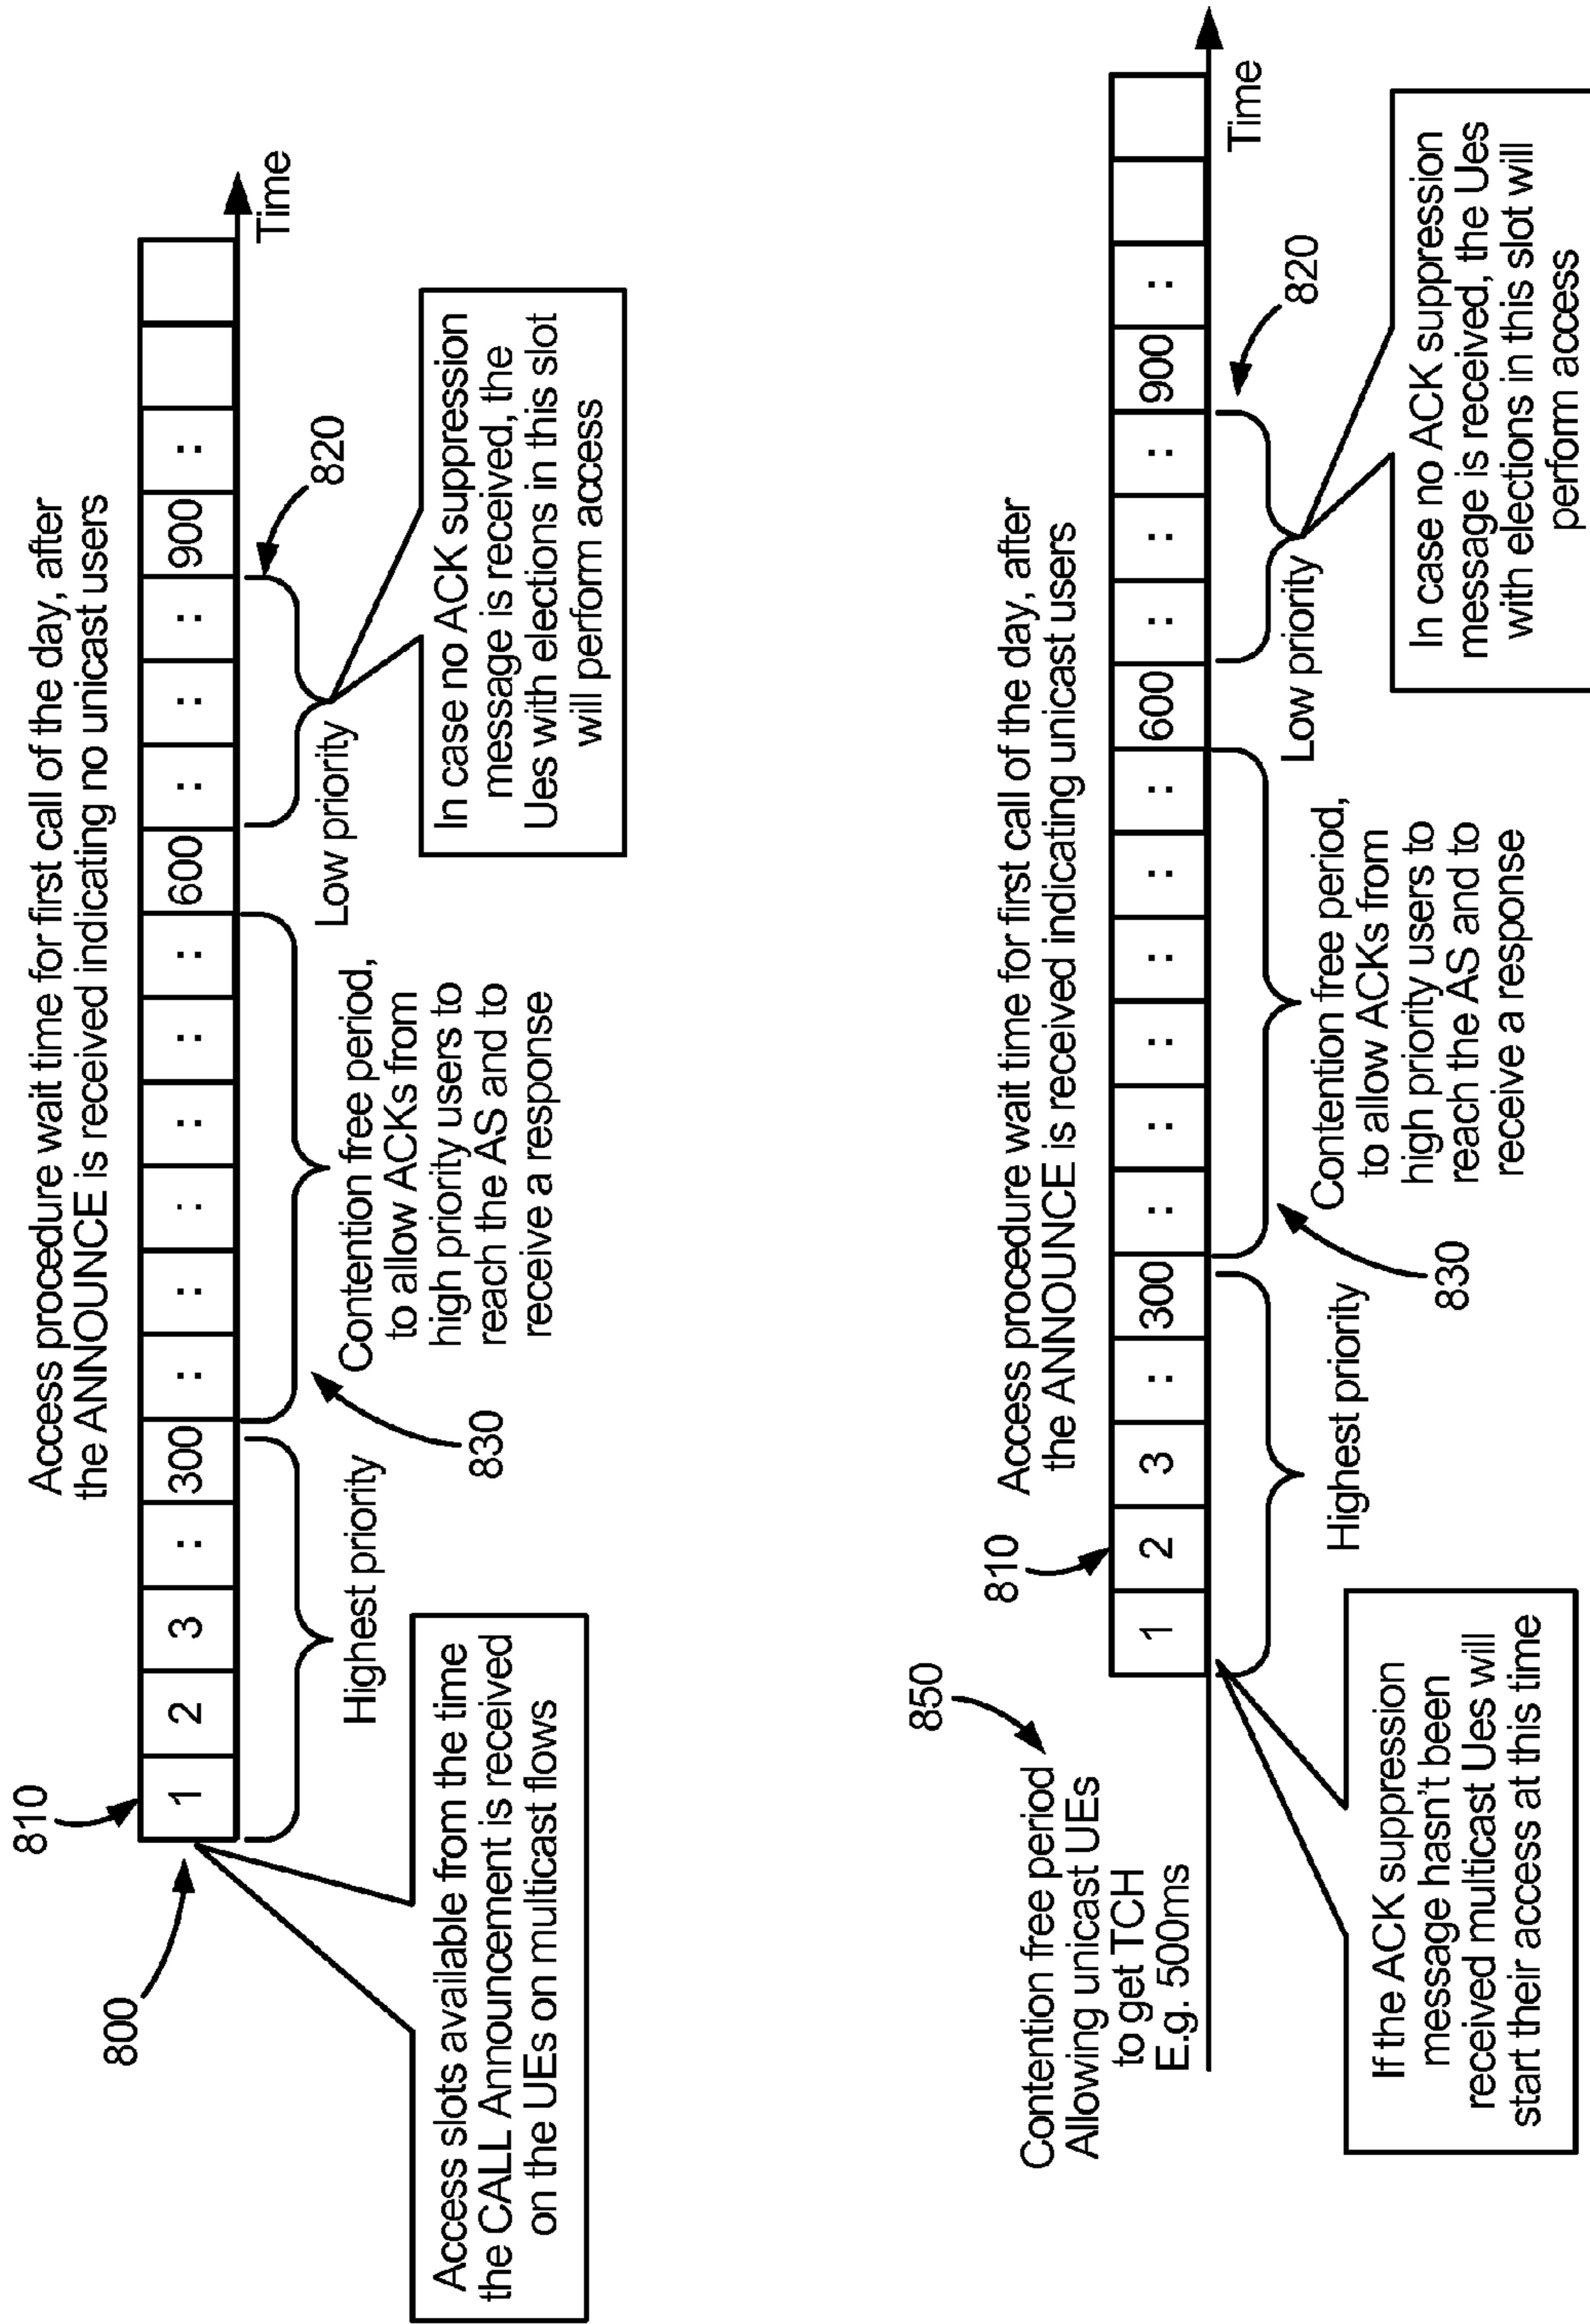 Access procedure wait time for first call of the day, after
the ANNOUNCE is received indicating no unicast users
810
1 2 3 : 300 : : : : : : 600 : : : 900 :
Time
800
Highest priority
830
Contention free period,
to allow ACKs from
high priority users to
reach the AS and to
receive a response
Low priority
820
Access slots available from the time
the CALL Announcement is received
on the UEs on multicast flows
In case no ACK suppression
message is received, the
Ues with elections in this slot
will perform access
Access procedure wait time for first call of the day, after
the ANNOUNCE is received indicating unicast users
850
Contention free period
Allowing unicast UEs
to get TCH
E.g. 500ms
810
1 2 3 : 300 : : : : : : 600 : : : 900 :
Time
Highest priority
830
Contention free period,
to allow ACKs from
high priority users to
reach the AS and to
receive a response
Low priority
820
If the ACK suppression
message hasn't been
received multicast Ues will
start their access at this time
In case no ACK suppression
message is received, the Ues
with elections in this slot will
perform access